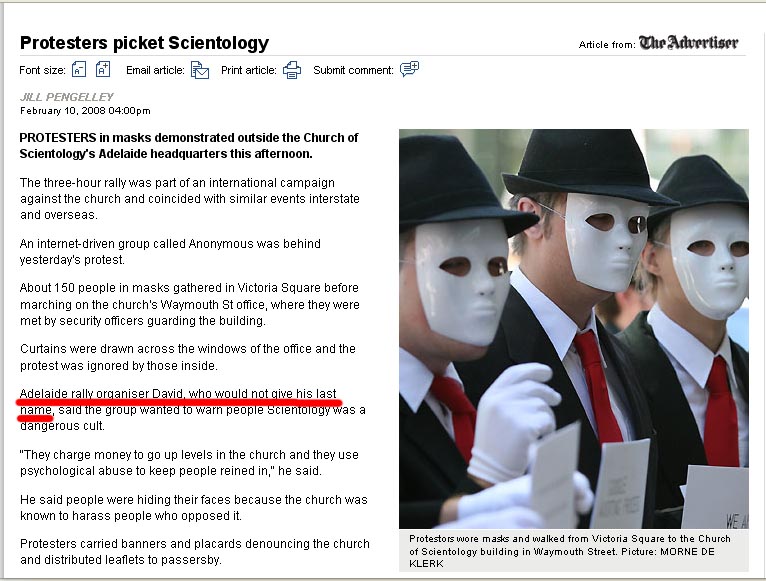 Protesters picket Scientology
Article from: The Advertiser
Font size: A- A+ Email article: Print article: Submit comment:
JILL PENGELLEY
February 10, 2008 04:00pm
PROTESTERS in masks demonstrated outside the Church of
Scientology's Adelaide headquarters this afternoon.
The three-hour rally was part of an international campaign
against the church and coincided with similar events interstate
and overseas.
An internet-driven group called Anonymous was behind
yesterday's protest.
About 150 people in masks gathered in Victoria Square before
marching on the church's Waymouth St office, where they were
met by security officers guarding the building.
Curtains were drawn across the windows of the office and the
protest was ignored by those inside.
Adelaide rally organiser David, who would not give his last
name, said the group wanted to warn people Scientology was a
dangerous cult.
"They charge money to go up levels in the church and they use
psychological abuse to keep people reined in," he said.
He said people were hiding their faces because the church was
known to harass people who opposed it.
Protesters carried banners and placards denouncing the church
and distributed leaflets to passersby.
WE A
Protestors wore masks and walked from Victoria Square to the Church
of Scientology building in Waymouth Street. Picture: MORNE DE
KLERK